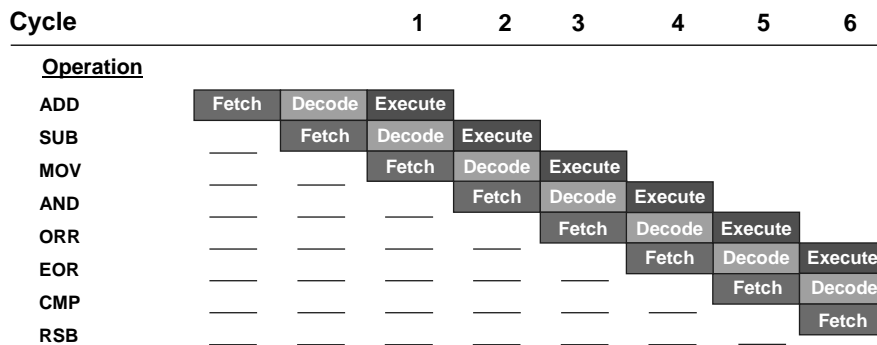 Cycle 1 2 3 4 5 6
Operation
ADD Fetch Decode Execute
SUB Fetch Decode Execute
MOV Fetch Decode Execute
AND Fetch Decode Execute
ORR Fetch Decode Execute
EOR Fetch Decode Execute
CMP Fetch Decode
RSB Fetch